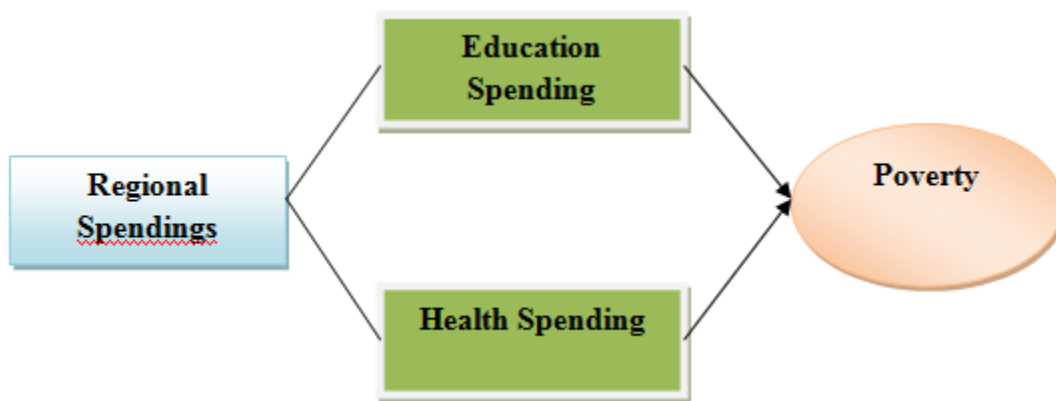 Education
Spending
Regional
Spendings
Poverty
Health Spending